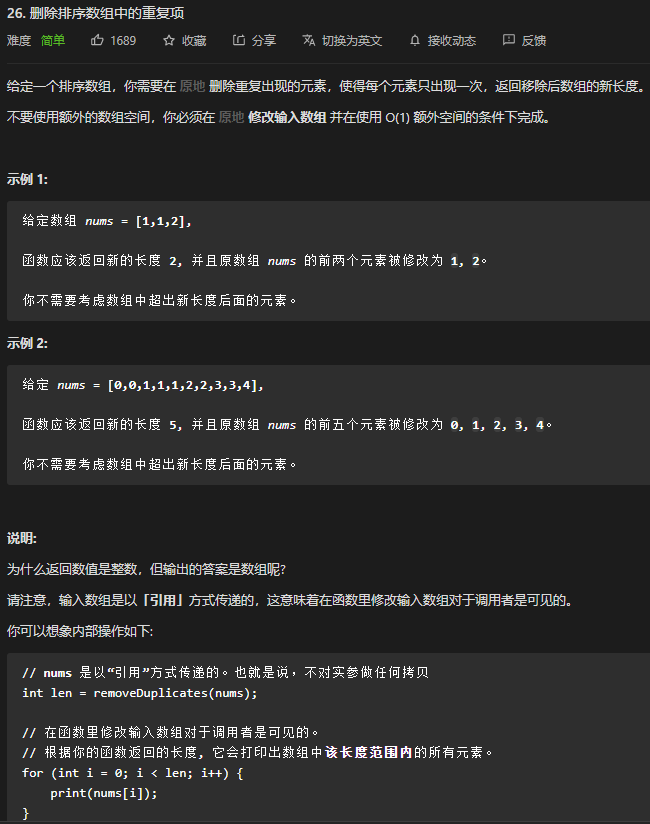 26. 删除排序数组中的重复项
难度 简单 1689 收藏 分享 切换为英文 接收动态 反馈
给定一个排序数组，你需要在 原地 删除重复出现的元素，使得每个元素只出现一次，返回移除后数组的新长度。
不要使用额外的数组空间，你必须在 原地 修改输入数组 并在使用 O(1) 额外空间的条件下完成。
示例 1:
给定数组 nums = [1,1,2],
函数应该返回新的长度 2, 并且原数组 nums 的前两个元素被修改为 1, 2。
你不需要考虑数组中超出新长度后面的元素。
示例 2:
给定 nums = [0,0,1,1,1,2,2,3,3,4],
函数应该返回新的长度 5, 并且原数组 nums 的前五个元素被修改为 0, 1, 2, 3, 4。
你不需要考虑数组中超出新长度后面的元素。
说明:
为什么返回数值是整数，但输出的答案是数组呢?
请注意，输入数组是以「引用」方式传递的，这意味着在函数里修改输入数组对于调用者是可见的。
你可以想象内部操作如下:
// nums 是以“引用”方式传递的。也就是说，不对实参做任何拷贝
int len = removeDuplicates(nums);
// 在函数里修改输入数组对于调用者是可见的。
// 根据你的函数返回的长度, 它会打印出数组中该长度范围内的所有元素。
for (int i = 0; i < len; i++) {
    print(nums[i]);
}